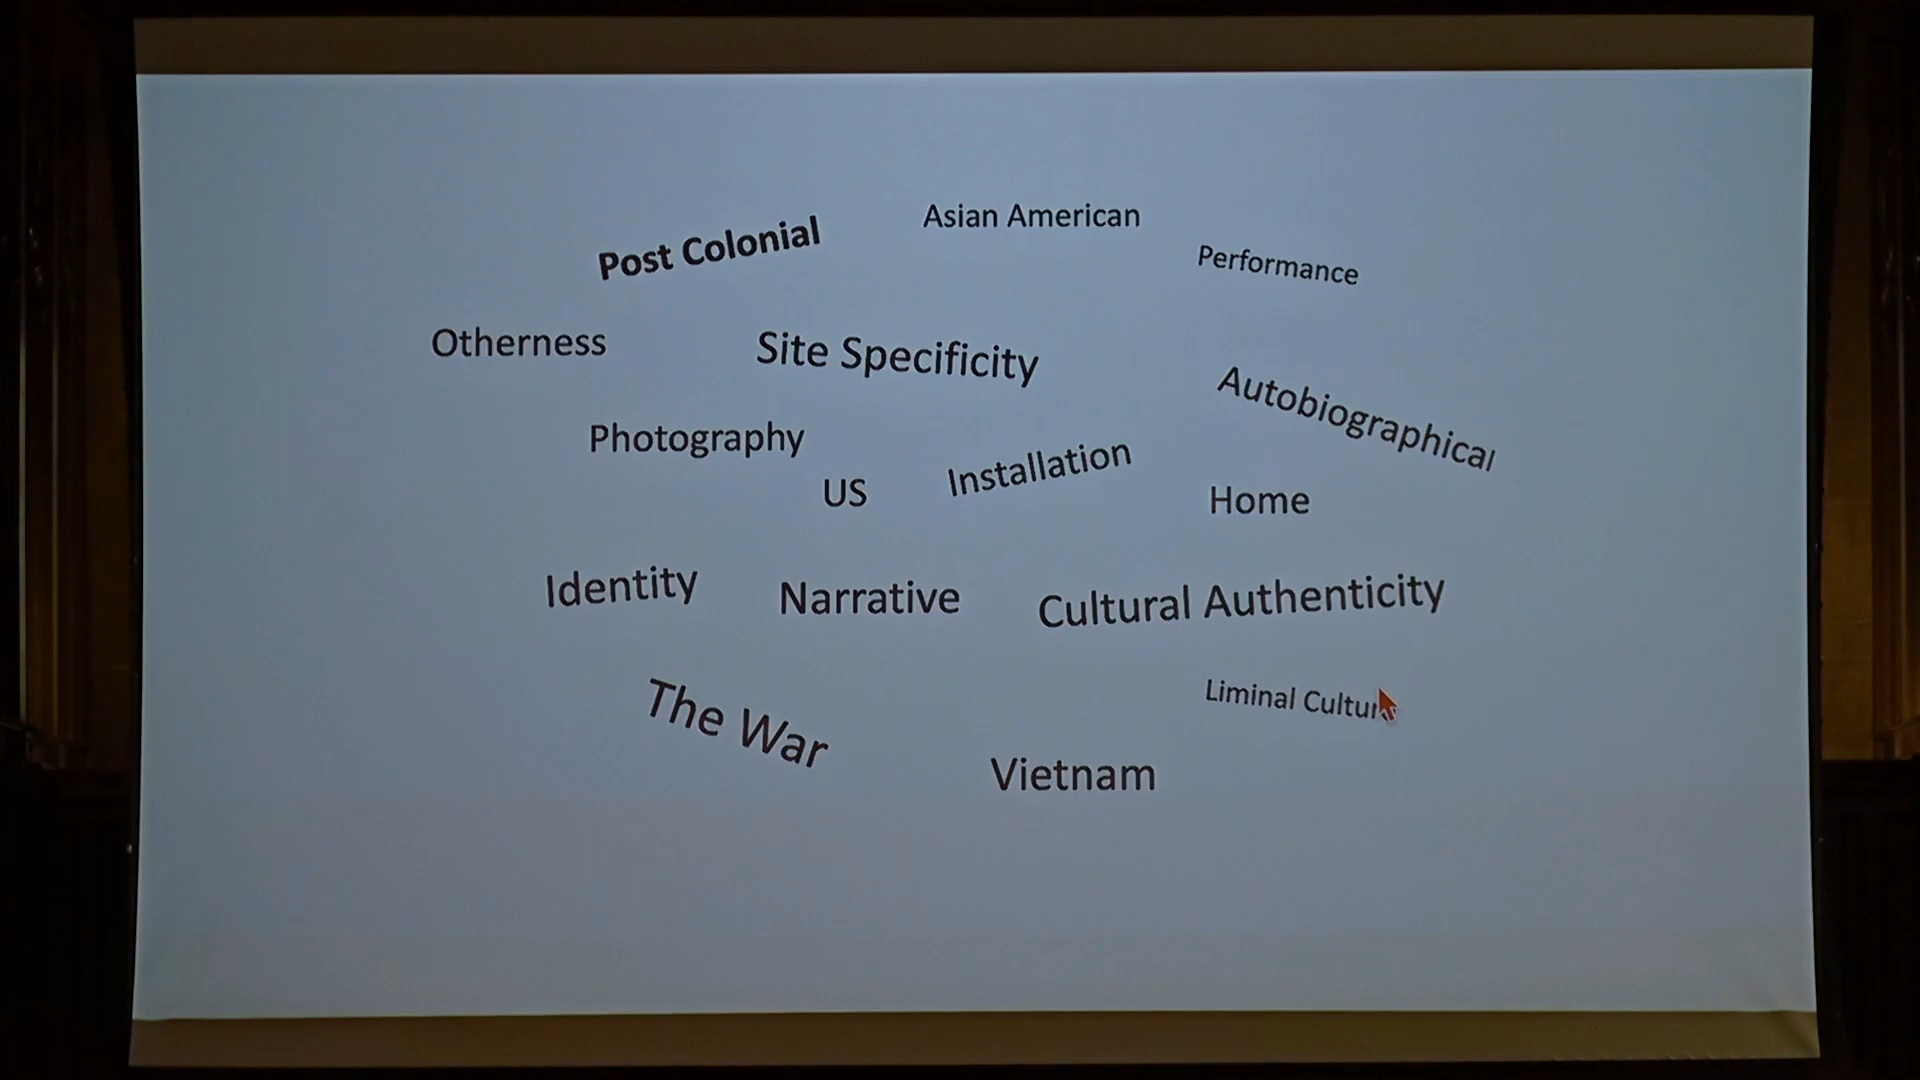 Asian American
Post Colonial
Performance
Otherness
Site Specificity
Autobiographical
Photography
Installation
US
Home
Identity
Narrative
Cultural Authenticity
Liminal
The War
Vietnam